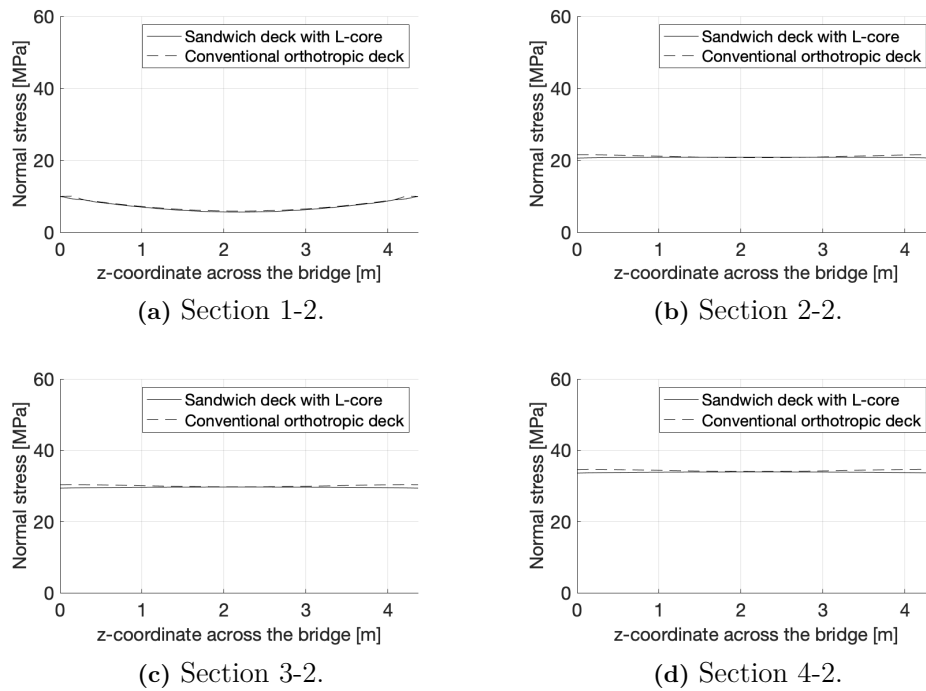 60
40
20
0
Normal stress [MPa]
Sandwich deck with L-core
Conventional orthotropic deck
0 1 2 3 4
z-coordinate across the bridge [m]
(a) Section 1-2.
60
40
20
0
Normal stress [MPa]
Sandwich deck with L-core
Conventional orthotropic deck
0 1 2 3 4
z-coordinate across the bridge [m]
(b) Section 2-2.
60
40
20
0
Normal stress [MPa]
Sandwich deck with L-core
Conventional orthotropic deck
0 1 2 3 4
z-coordinate across the bridge [m]
(c) Section 3-2.
60
40
20
0
Normal stress [MPa]
Sandwich deck with L-core
Conventional orthotropic deck
0 1 2 3 4
z-coordinate across the bridge [m]
(d) Section 4-2.